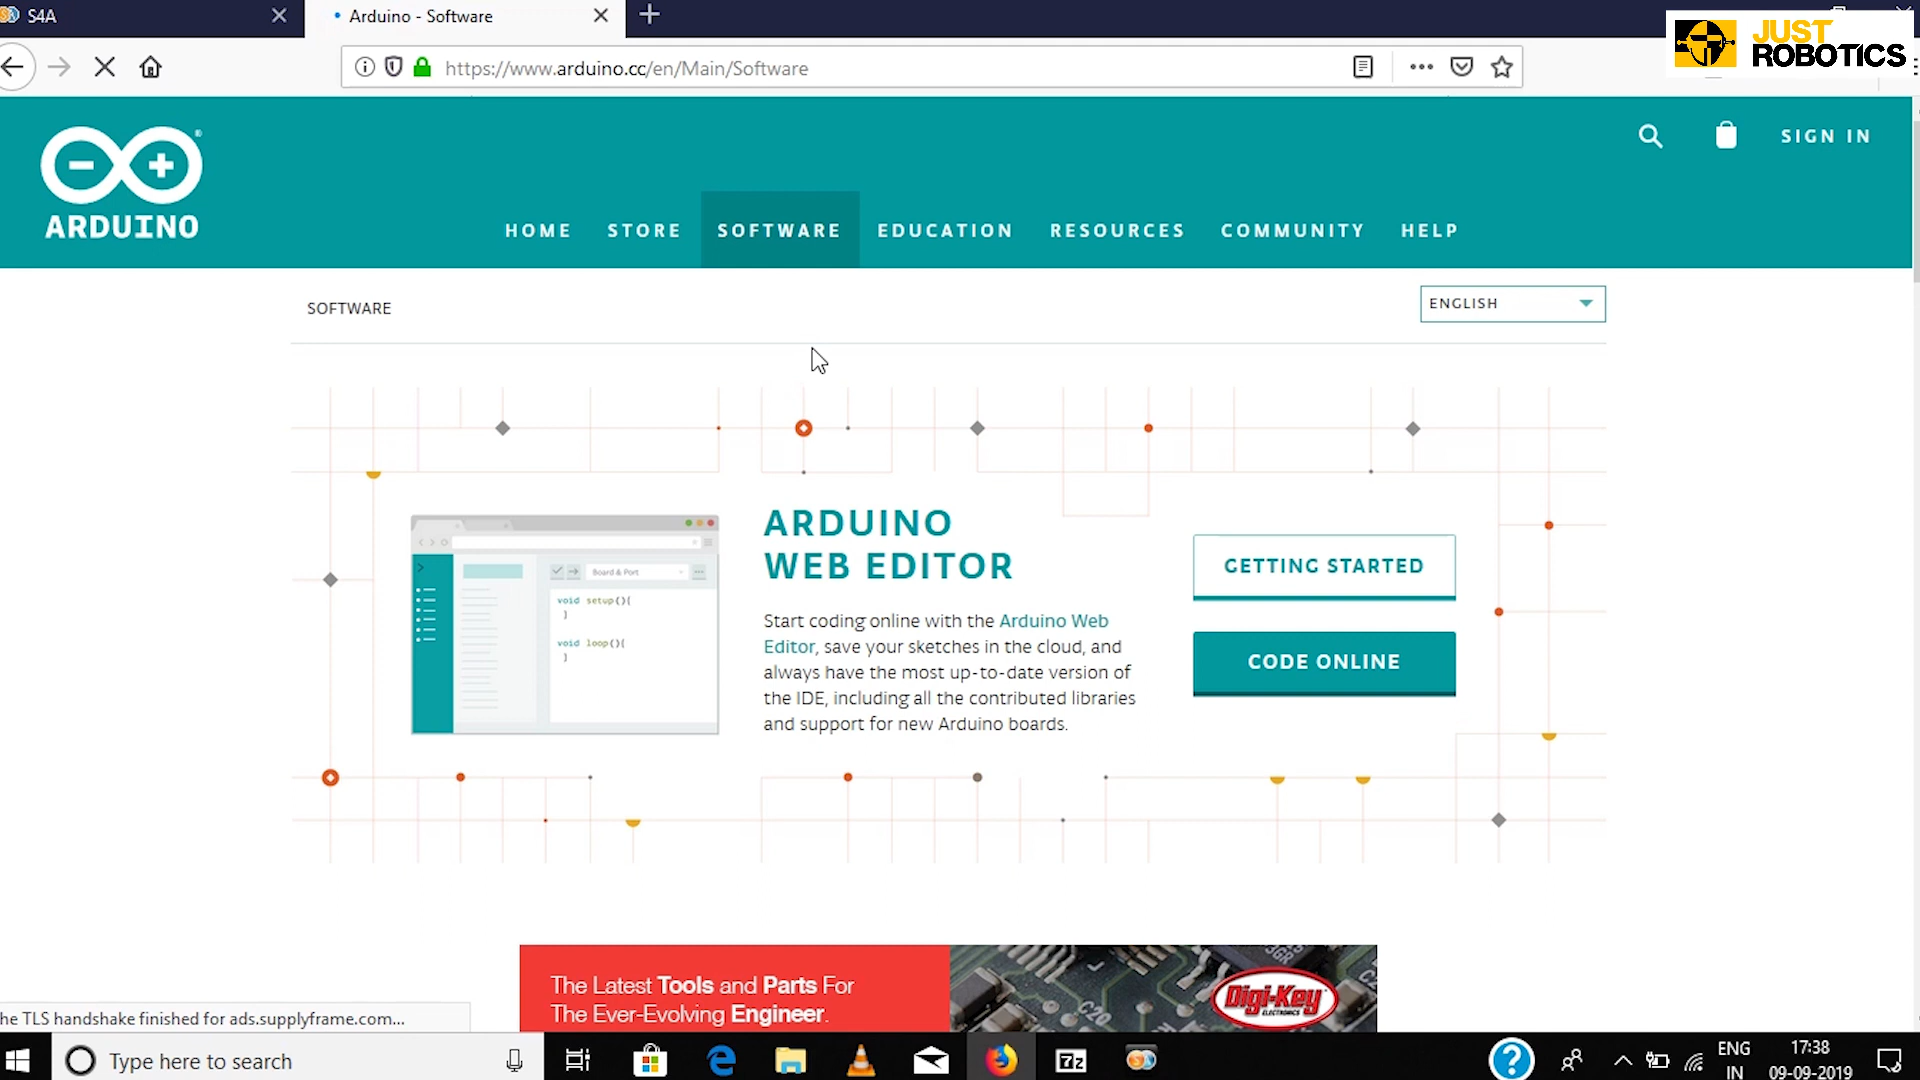 S4A
Arduino - Software
JUST
ROBOTICS
https://www.arduino.cc/en/Main/Software
ARDUINO
SIGN IN
HOME STORE SOFTWARE EDUCATION RESOURCES COMMUNITY HELP
SOFTWARE
ENGLISH
Board & Port
void setup(){
}
void loop(){
}
ARDUINO
WEB EDITOR
Start coding online with the Arduino Web
Editor, save your sketches in the cloud, and
always have the most up-to-date version of
the IDE, including all the contributed libraries
and support for new Arduino boards.
GETTING STARTED
CODE ONLINE
The Latest Tools and Parts For
The Ever-Evolving Engineer.
Digi-Key
ELECTRONICS
C20
he TLS handshake finished for ads.supplyframe.com...
Type here to search
7z
ENG
IN
17:38
09-09-2019